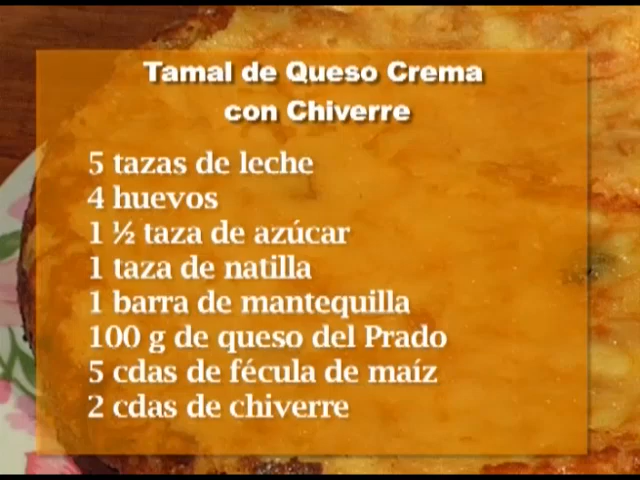 Tamal de Queso Crema
con Chiverre
5 tazas de leche
4 huevos
1 ½ taza de azúcar
1 taza de natilla
1 barra de mantequilla
100 g de queso del Prado
5 cdas de fécula de maíz
2 cdas de chiverre